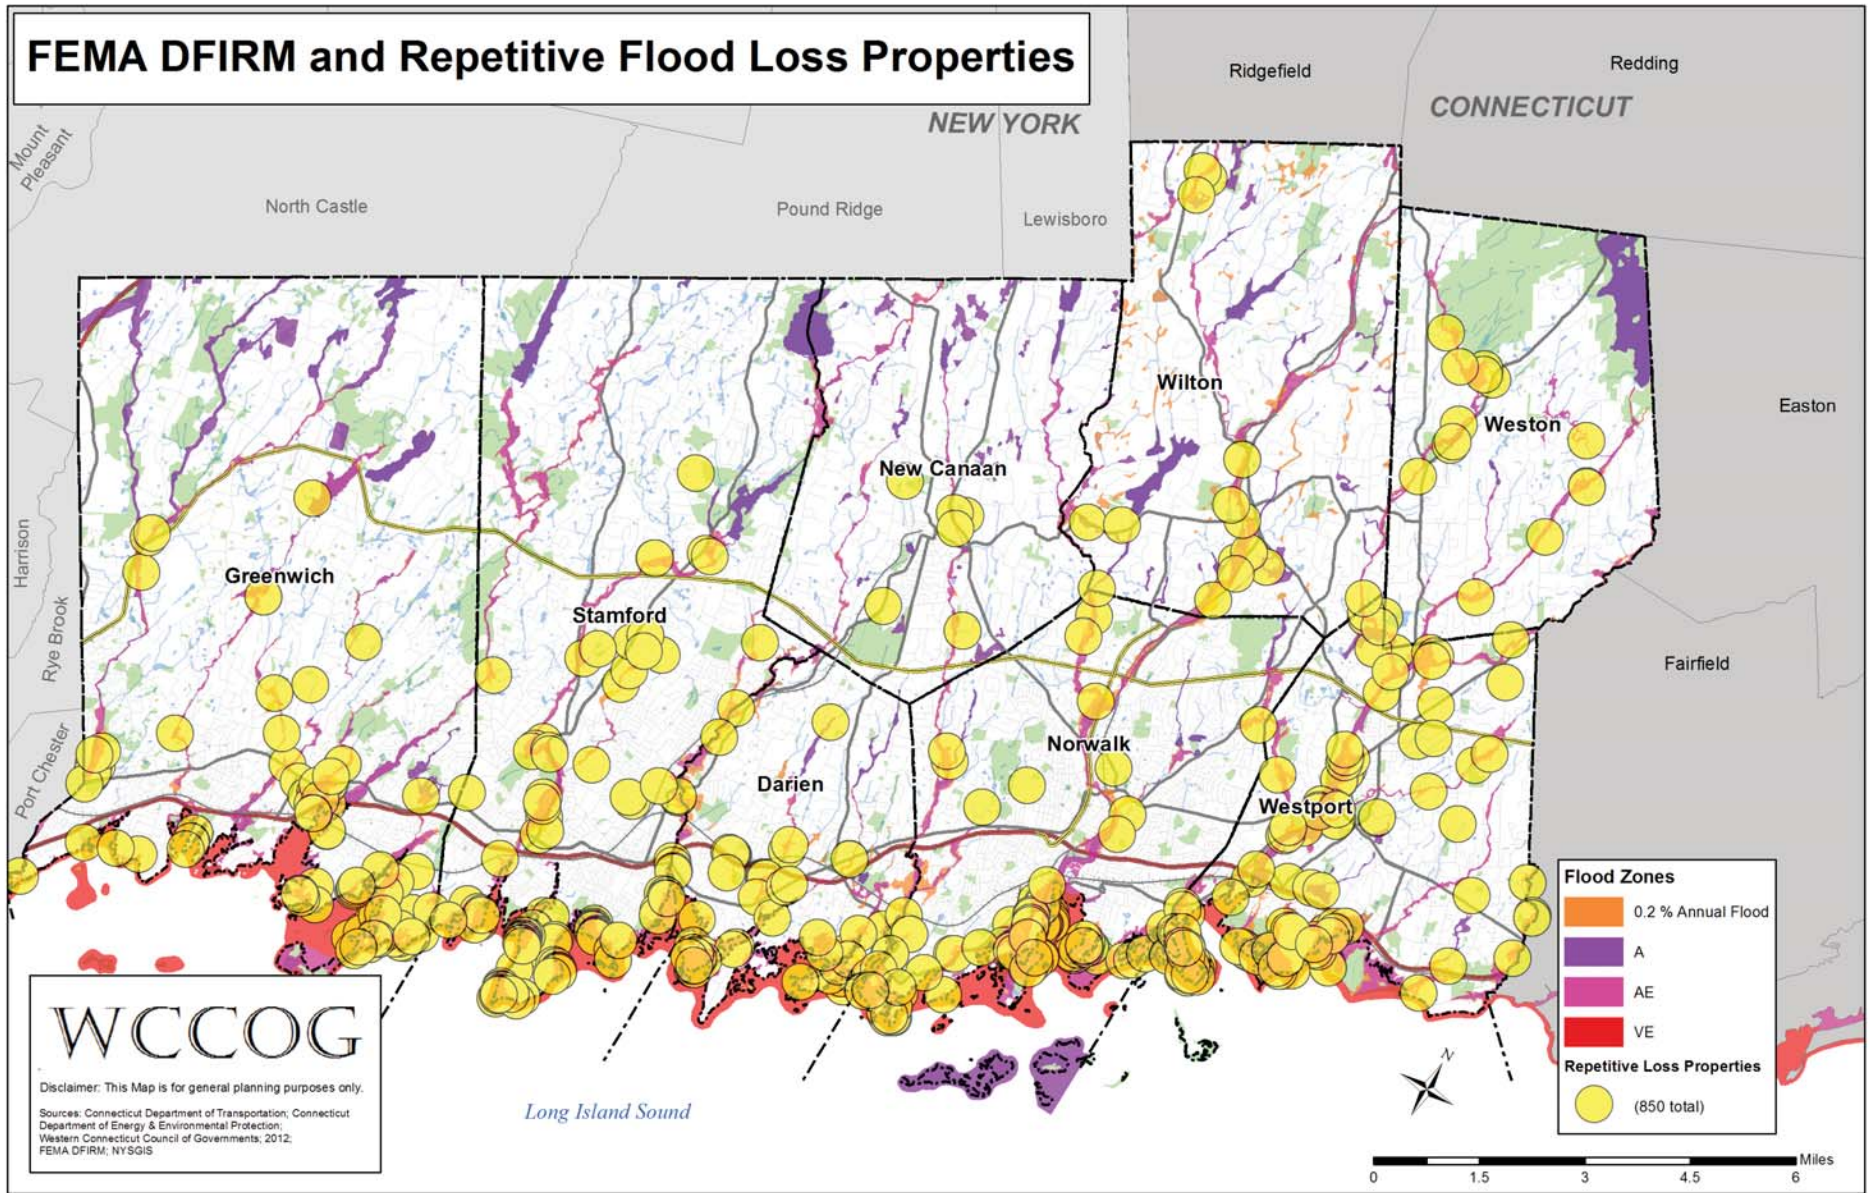 FEMA DFIRM and Repetitive Flood Loss Properties
Ridgefield
Redding
CONNECTICUT
NEW YORK
Mount
Pleasant
North Castle
Pound Ridge
Lewisboro
Wilton
Easton
Weston
New Canaan
Harrison
Greenwich
Stamford
Rye Brook
Fairfield
Port Chester
Norwalk
Darien
Westport
Flood Zones
0.2 % Annual Flood
A
AE
VE
Repetitive Loss Properties
(850 total)
WCCOG
Disclaimer: This Map is for general planning purposes only.
Sources: Connecticut Department of Transportation; Connecticut
Department of Energy & Environmental Protection;
Western Connecticut Council of Governments; 2012;
FEMA DFIRM; NYSGIS
Long Island Sound
N
Miles
0 1.5 3 4.5 6